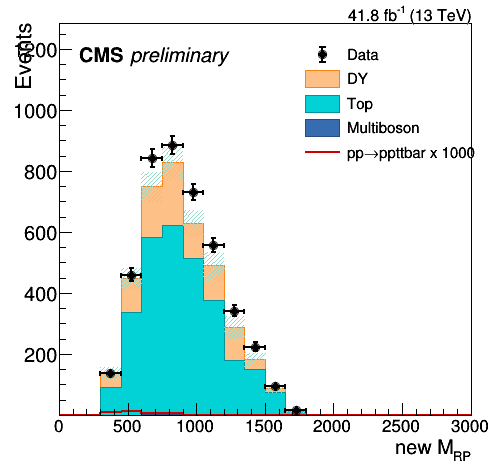 41.8 fb⁻¹ (13 TeV)
Events
CMS preliminary
Data
DY
Top
Multiboson
pp→ppttbar x 1000
1200
1000
800
600
400
200
0 500 1000 1500 2000 2500 3000
new M_RP